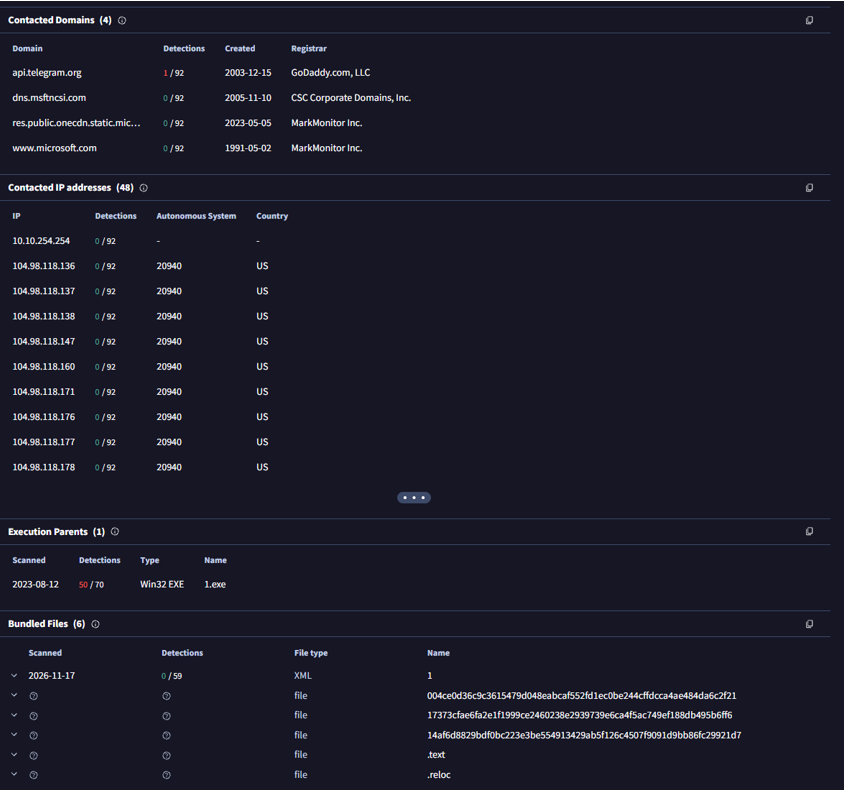 Contacted Domains (4)
Domain Detections Created Registrar
api.telegram.org 1 / 92 2003-12-15 GoDaddy.com, LLC
dns.msftncsi.com 0 / 92 2005-11-10 CSC Corporate Domains, Inc.
res.public.onecdn.static.mic... 0 / 92 2023-05-05 MarkMonitor Inc.
www.microsoft.com 0 / 92 1991-05-02 MarkMonitor Inc.
Contacted IP addresses (48)
IP Detections Autonomous System Country
10.10.254.254 0 / 92 - -
104.98.118.136 0 / 92 20940 US
104.98.118.137 0 / 92 20940 US
104.98.118.138 0 / 92 20940 US
104.98.118.147 0 / 92 20940 US
104.98.118.160 0 / 92 20940 US
104.98.118.171 0 / 92 20940 US
104.98.118.176 0 / 92 20940 US
104.98.118.177 0 / 92 20940 US
104.98.118.178 0 / 92 20940 US
Execution Parents (1)
Scanned Detections Type Name
2023-08-12 50 / 70 Win32 EXE 1.exe
Bundled Files (6)
Scanned Detections File type Name
2026-11-17 0 / 59 XML 1
file 004ce0d36c9c3615479d048eabcaf552fd1ec0be244cffdcca4ae484da6c2f21
file 17373cfae6fa2e1f1999ce2460238e2939739e6ca4f5ac749ef188db495b6ff6
file 14af6d8829bdf0bc223e3be554913429ab5f126c4507f9091d9bb86fc29921d7
file .text
file .reloc